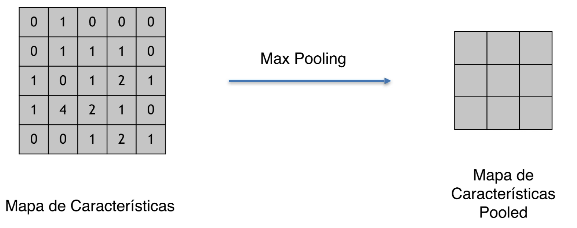 0 1 0 0 0
0 1 1 1 0
1 0 1 2 1
1 4 2 1 0
0 0 1 2 1
Max Pooling
Mapa de Características
Mapa de
Características
Pooled